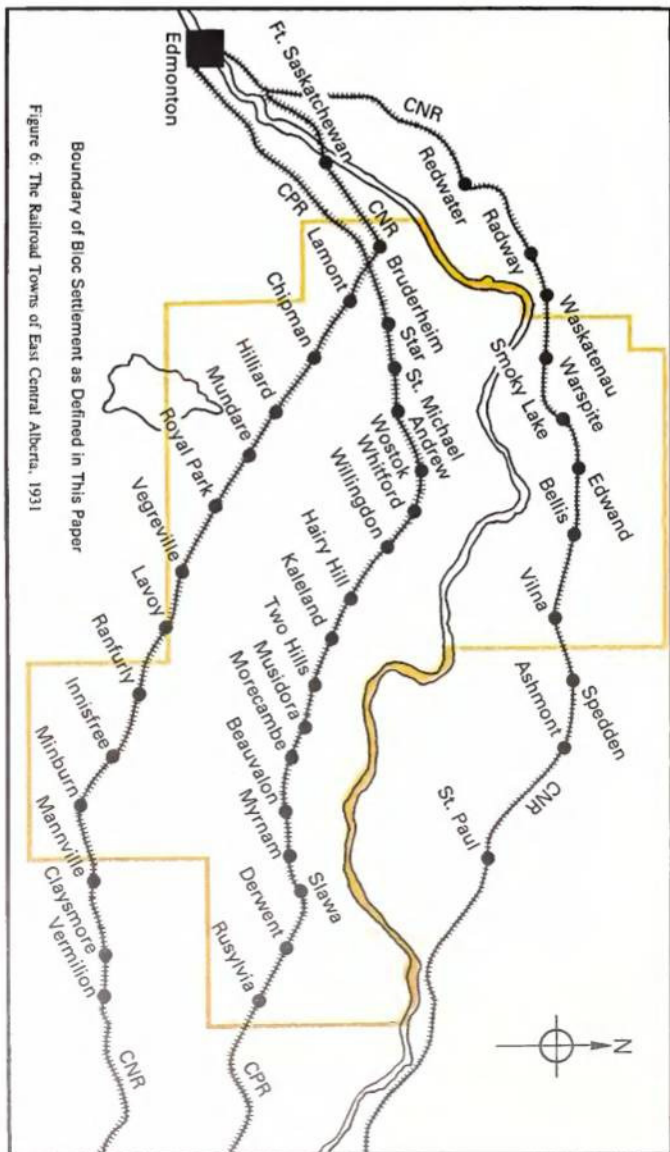 N
CNR
Redwater
Radway
Waskatenau
Warspite
Smoky Lake
Edwand
Bellis
Vilna
Spedden
Ashmont
CNR
St. Paul
Edmonton
Ft. Saskatchewan
CNR
CPR
Bruderheim
Star
St. Michael
Andrew
Wostok
Whitford
Willingdon
Hairy Hill
Kaleland
Two Hills
Musidora
Morecambe
Beauvalon
Myrnam
Slawa
Derwent
Rusylvia
CPR
Lamont
Chipman
Hilliard
Mundare
Royal Park
Vegreville
Lavoy
Ranfurly
Innisfree
Minburn
Mannville
Claysmore
Vermilion
CNR
Boundary of Bloc Settlement as Defined in This Paper
Figure 6: The Railroad Towns of East Central Alberta, 1931